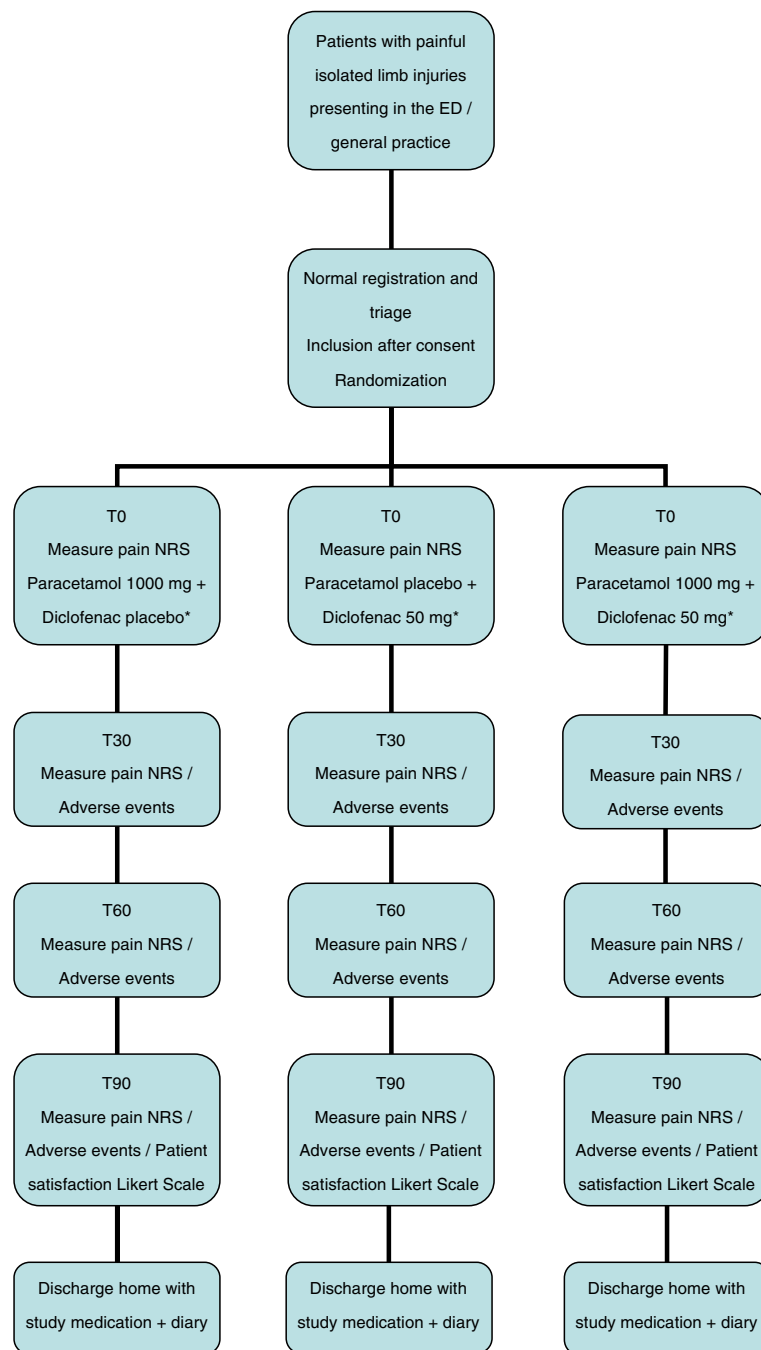 Patients with painful
isolated limb injuries
presenting in the ED /
general practice
Normal registration and
triage
Inclusion after consent
Randomization
T0
Measure pain NRS
Paracetamol 1000 mg +
Diclofenac placebo*
T0
Measure pain NRS
Paracetamol placebo +
Diclofenac 50 mg*
T0
Measure pain NRS
Paracetamol 1000 mg +
Diclofenac 50 mg*
T30
Measure pain NRS /
Adverse events
T30
Measure pain NRS /
Adverse events
T30
Measure pain NRS /
Adverse events
T60
Measure pain NRS /
Adverse events
T60
Measure pain NRS /
Adverse events
T60
Measure pain NRS /
Adverse events
T90
Measure pain NRS /
Adverse events / Patient
satisfaction Likert Scale
T90
Measure pain NRS /
Adverse events / Patient
satisfaction Likert Scale
T90
Measure pain NRS /
Adverse events / Patient
satisfaction Likert Scale
Discharge home with
study medication + diary
Discharge home with
study medication + diary
Discharge home with
study medication + diary